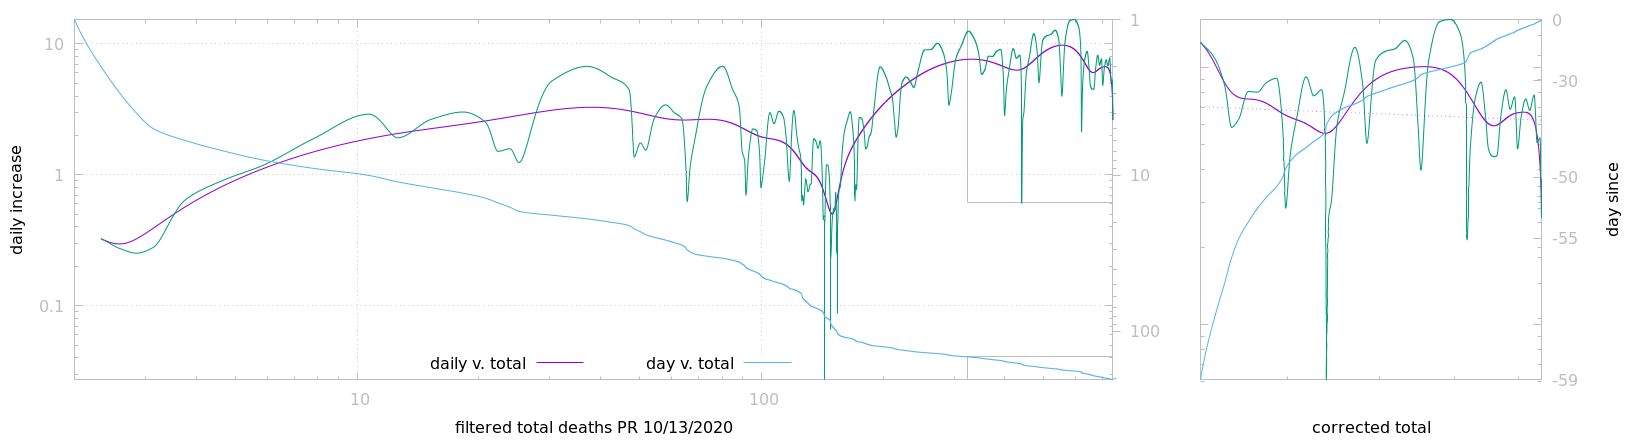 10
1
0.1
daily increase
daily v. total
day v. total
10
100
filtered total deaths PR 10/13/2020
1
10
100
0
-30
-50
-55
-59
day since
corrected total